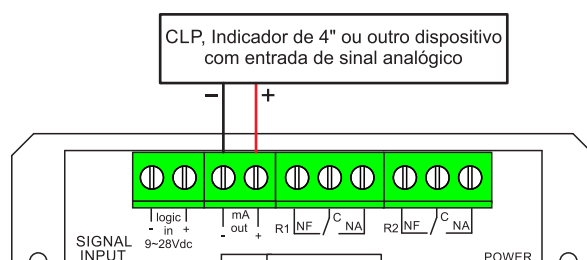 CLP, Indicador de 4" ou outro dispositivo
com entrada de sinal analógico
- +
logic
- in +
9~28Vdc
mA
- out +
R1 NF C NA
R2 NF C NA
SIGNAL
INPUT
POWER